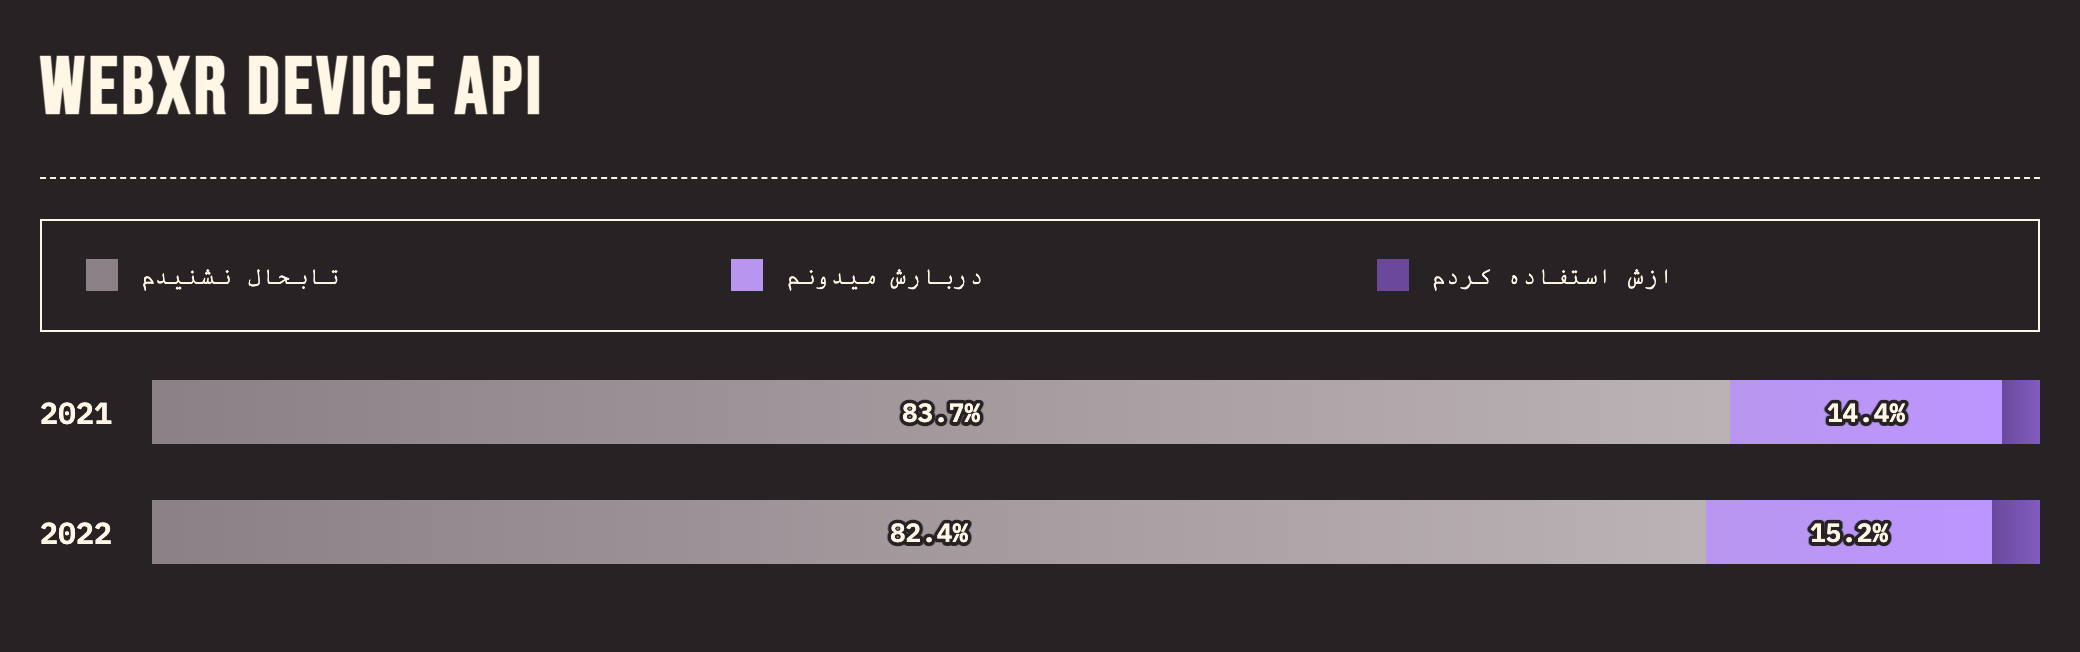 WEBXR DEVICE API
تابحال نشنیدم
دربارش میدونم
ازش استفاده کردم
2021 83.7% 14.4%
2022 82.4% 15.2%